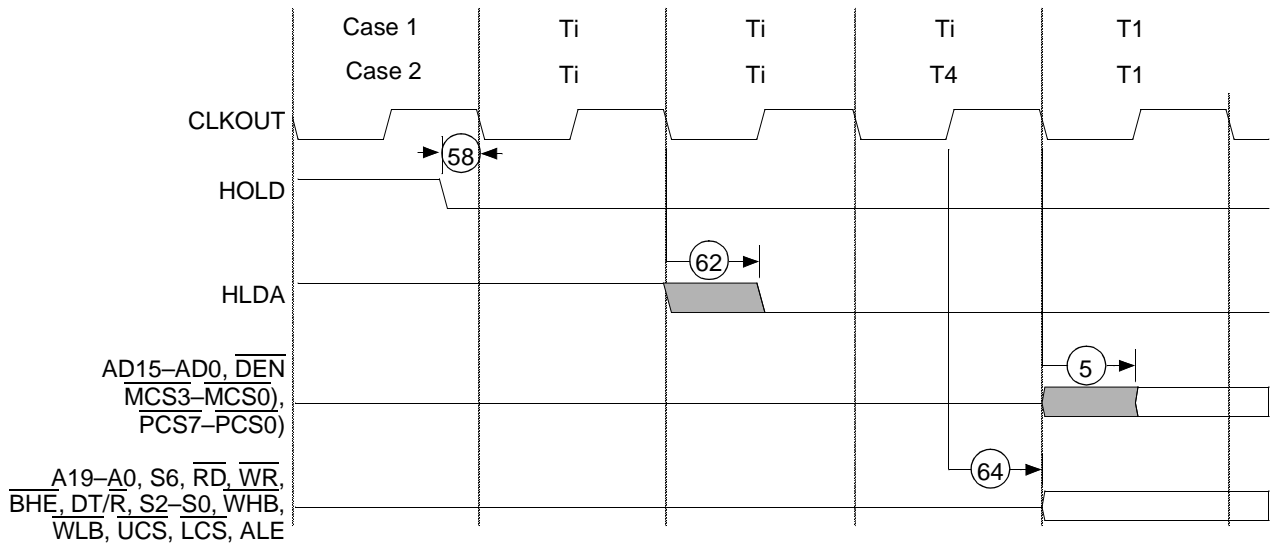 Case 1 Ti Ti Ti T1
Case 2 Ti Ti T4 T1
CLKOUT
58
HOLD
62
HLDA
AD15–AD0, DEN
MCS3–MCS0),
PCS7–PCS0)
5
A19–A0, S6, RD, WR,
BHE, DT/R, S2–S0, WHB,
WLB, UCS, LCS, ALE
64